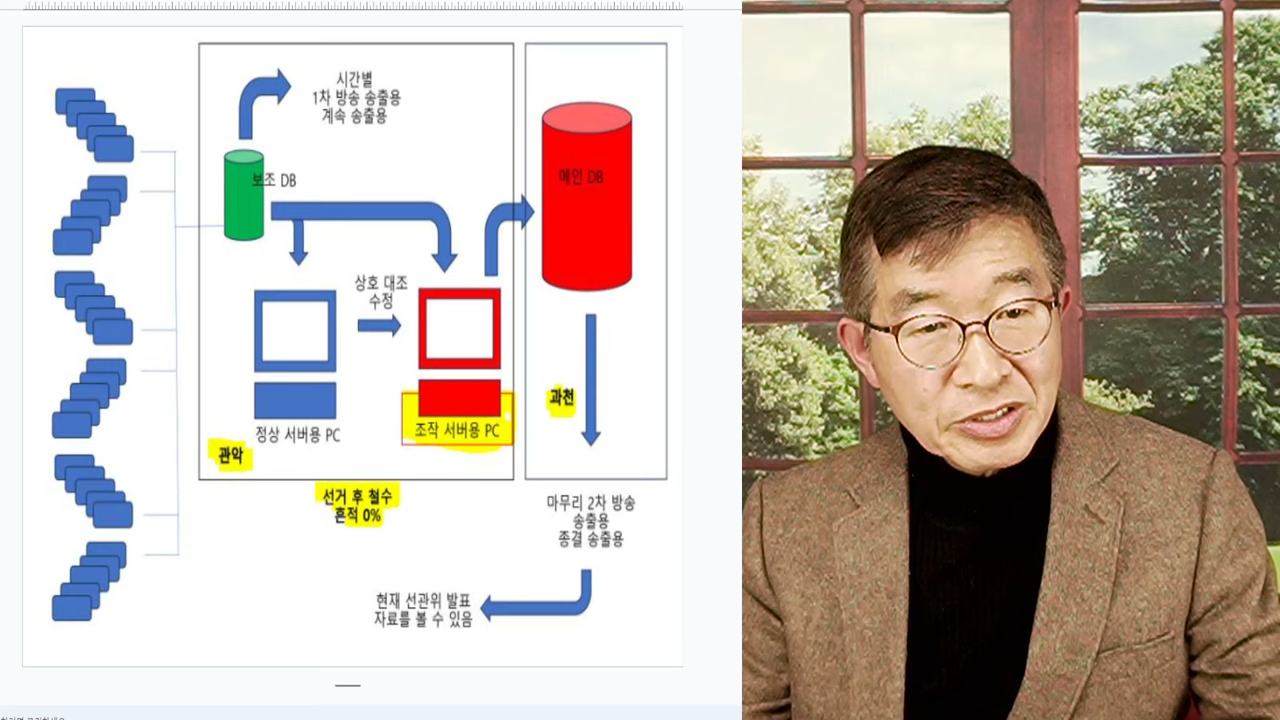 시간별
1차 방송 송출용
계속 송출용
보조 DB
메인 DB
상호 대조
수정
정상 서버용 PC
조작 서버용 PC
관악
과천
선거 후 철수
흔적 0%
마무리 2차 방송
송출용
종결 송출용
현재 선관위 발표
자료를 볼 수 있음